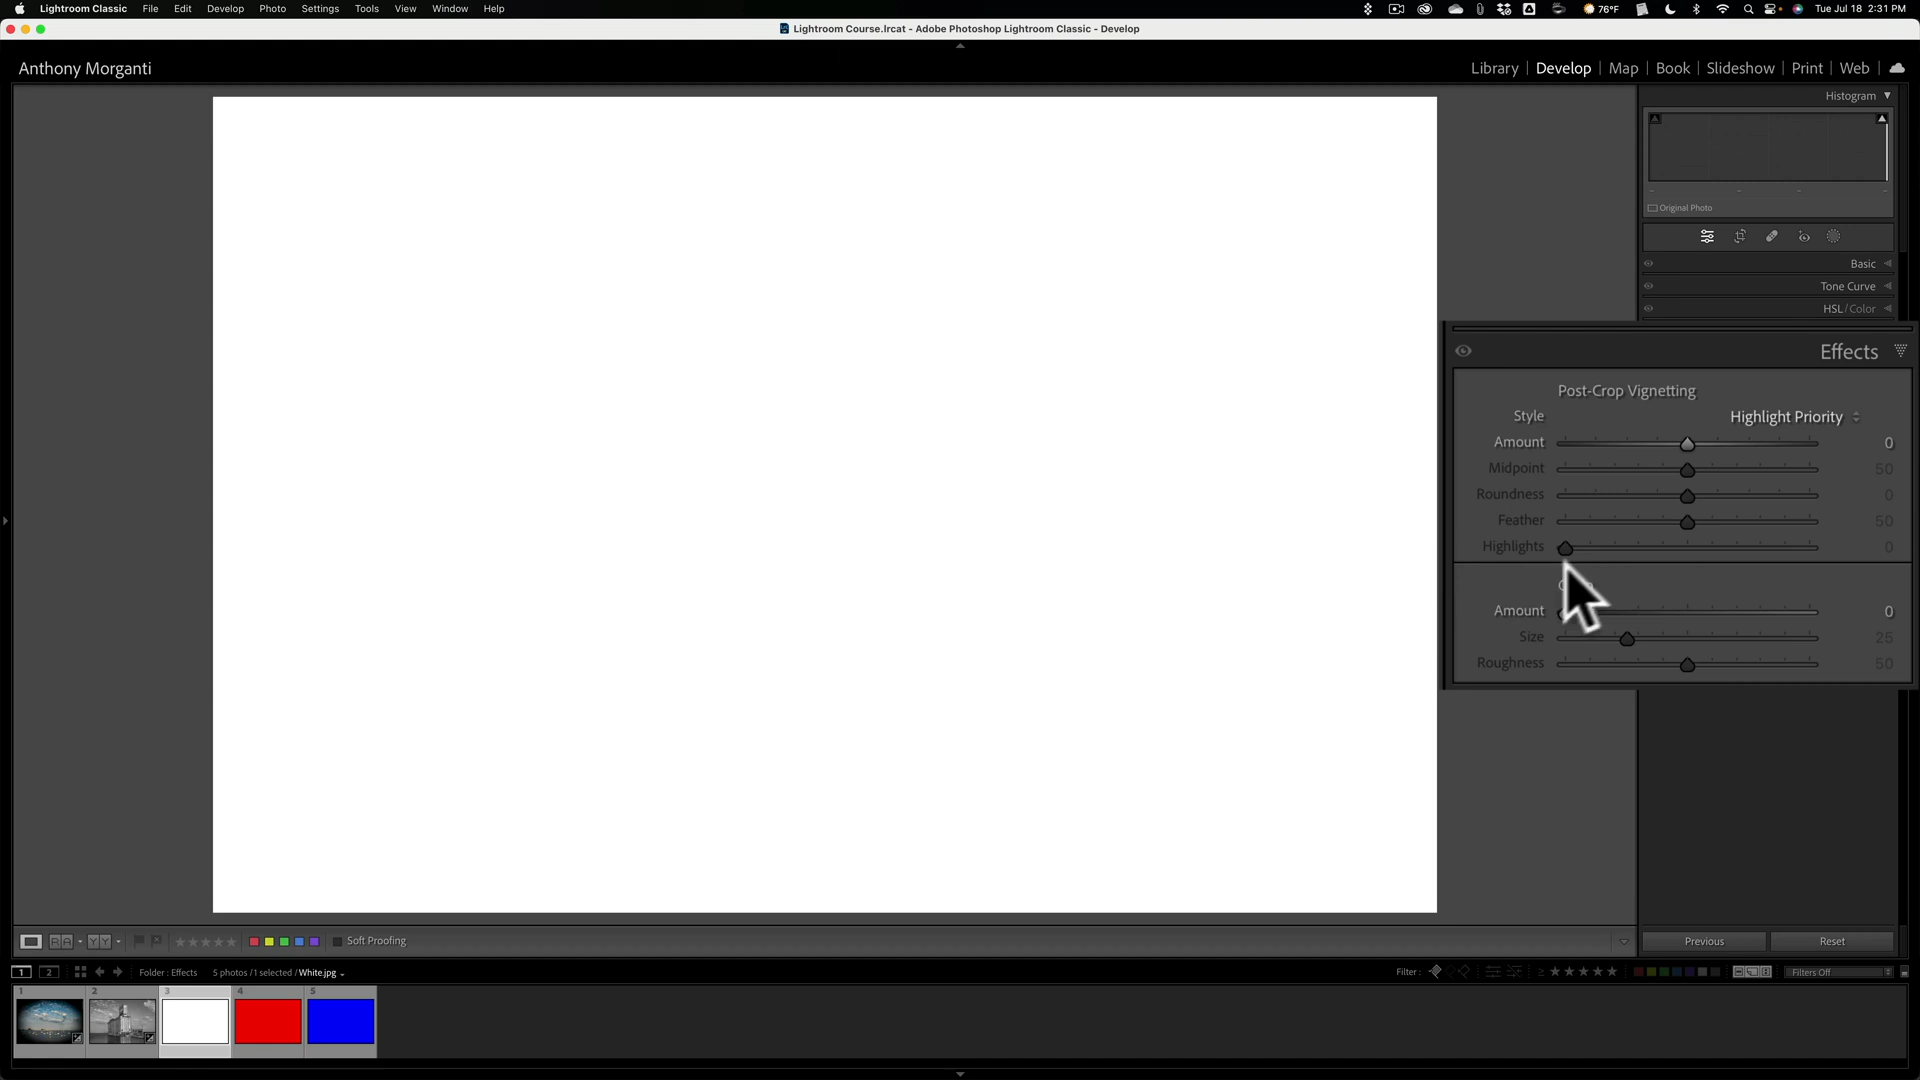 Lightroom Classic File Edit Develop Photo Settings Tools View Window Help 76°F Tue Jul 18 2:31 PM
Lightroom Course.lrcat - Adobe Photoshop Lightroom Classic - Develop
Anthony Morganti Library | Develop | Map | Book | Slideshow | Print | Web
Histogram
Original Photo
Basic
Tone Curve
HSL / Color
Effects
Post-Crop Vignetting
Style Highlight Priority
Amount 0
Midpoint 50
Roundness 0
Feather 50
Highlights 0
Amount 0
Size 25
Roughness 50
RA YY Soft Proofing Previous Reset
1 2 Folder : Effects 5 photos / 1 selected / White.jpg Filter : Filters Off
1 2 3 4 5